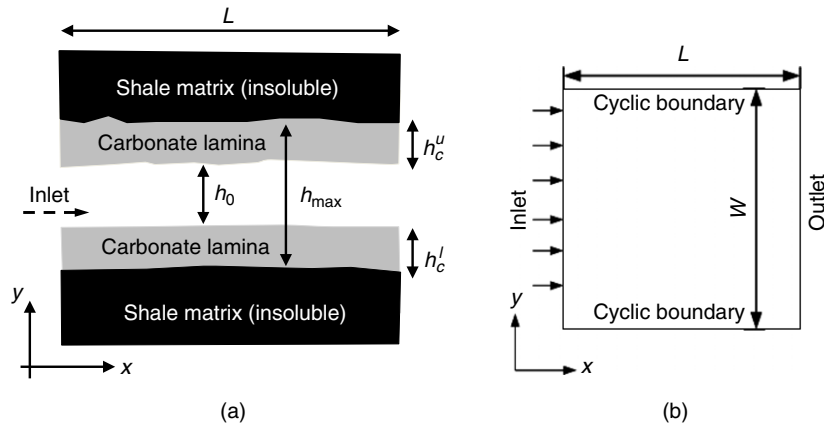 L
Shale matrix (insoluble)
Carbonate lamina
h_c^u
Inlet
h_0
h_max
Carbonate lamina
h_c^l
Shale matrix (insoluble)
y
x
(a)
L
Cyclic boundary
Inlet
W
Outlet
Cyclic boundary
y
x
(b)